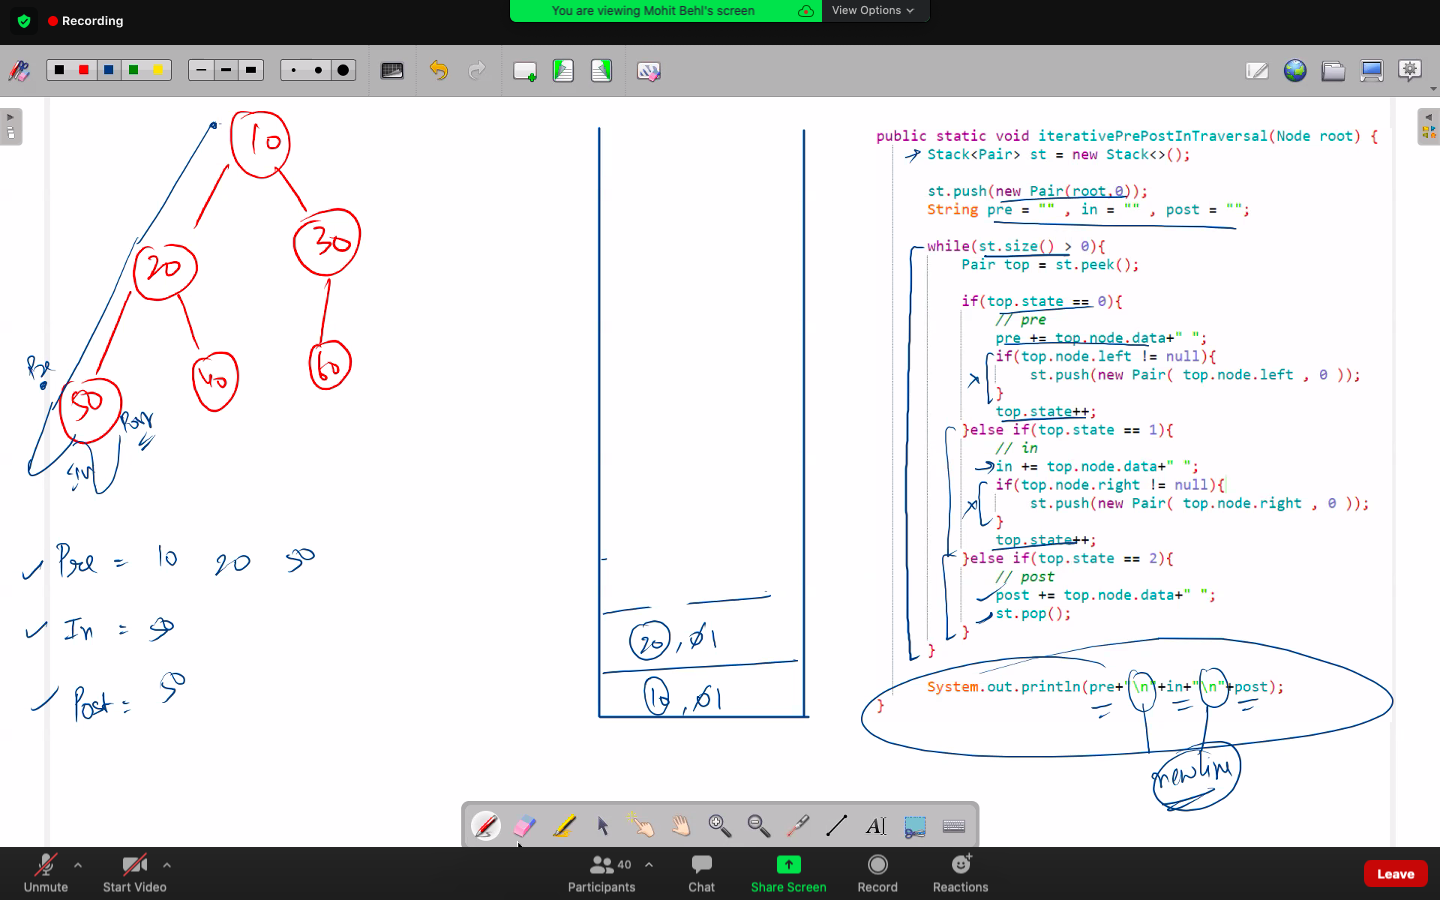 Recording
You are viewing Mohit Behl's screen
View Options
10
20
30
50
40
60
Pre
Post
In
Pre = 10 20 50
In = 50
Post = 50
20, 0 1
10, 0 1
public static void iterativePrePostInTraversal(Node root) {
Stack<Pair> st = new Stack<>();
st.push(new Pair(root,0));
String pre = "" , in = "" , post = "";
while(st.size() > 0){
Pair top = st.peek();
if(top.state == 0){
// pre
pre += top.node.data+" ";
if(top.node.left != null){
st.push(new Pair( top.node.left , 0 ));
}
top.state++;
}else if(top.state == 1){
// in
in += top.node.data+" ";
if(top.node.right != null){
st.push(new Pair( top.node.right , 0 ));
}
top.state++;
}else if(top.state == 2){
// post
post += top.node.data+" ";
st.pop();
}
}
System.out.println(pre+"\n"+in+"\n"+post);
}
newline
AI
Unmute
Start Video
40
Participants
Chat
Share Screen
Record
Reactions
Leave